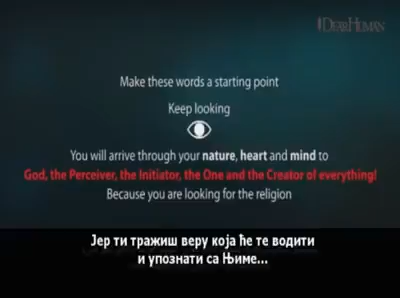 DearHuman
Make these words a starting point
Keep looking
You will arrive through your nature, heart and mind to
God, the Perceiver, the Initiator, the One and the Creator of everything!
Because you are looking for the religion
Јер ти тражиш веру која ће те водити
и упознати са Њиме...